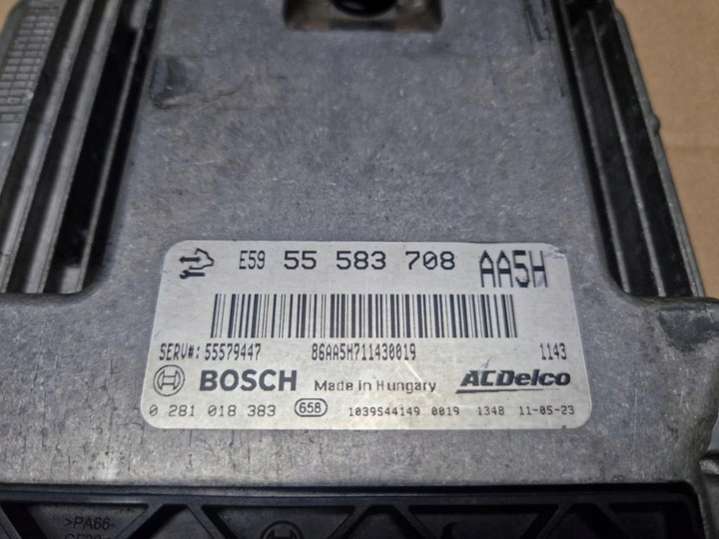 E59 55 583 708 AA5H
SERV#: 55579447 86AA5H711430019 1143
BOSCH Made in Hungary ACDelco
0 281 018 383 658 1039S44149 0019 1348 11-05-23
>PA66-